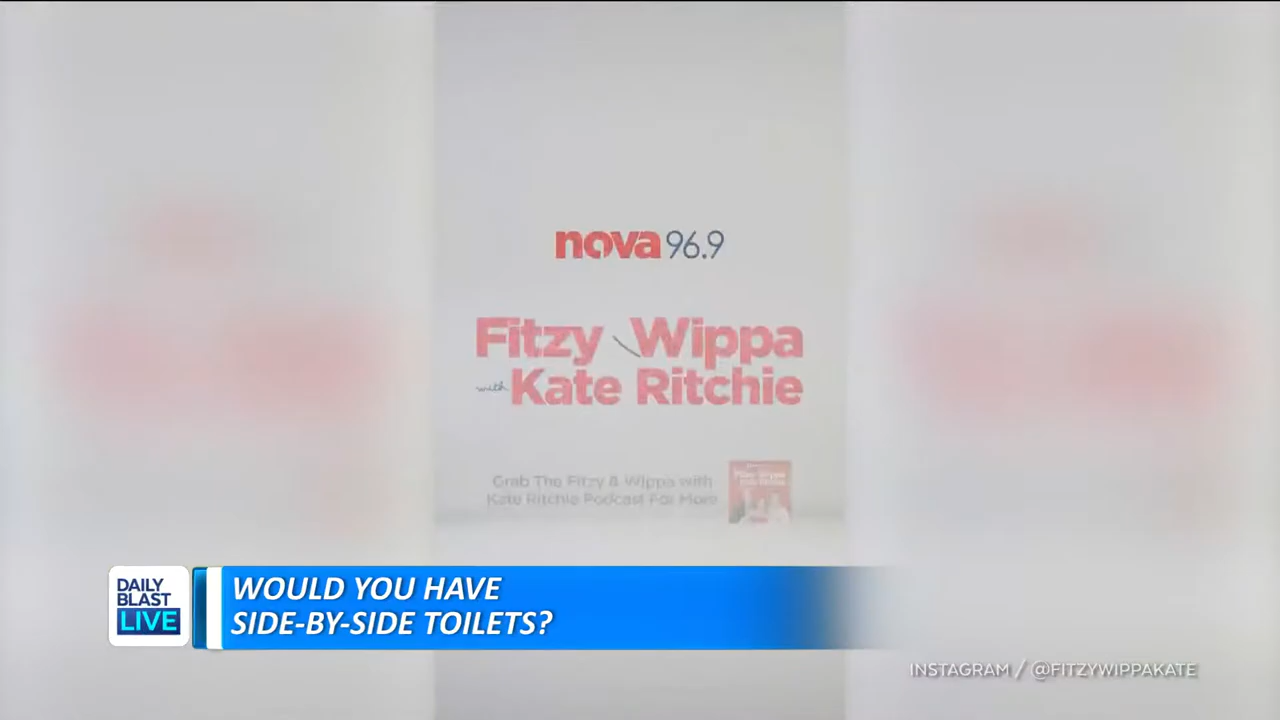 nova 96.9
Fitzy Wippa
with Kate Ritchie
Grab The Fitzy & Wippa with
Kate Ritchie Podcast For More
DAILY
BLAST
LIVE
WOULD YOU HAVE
SIDE-BY-SIDE TOILETS?
INSTAGRAM / @FITZYWIPPAKATE